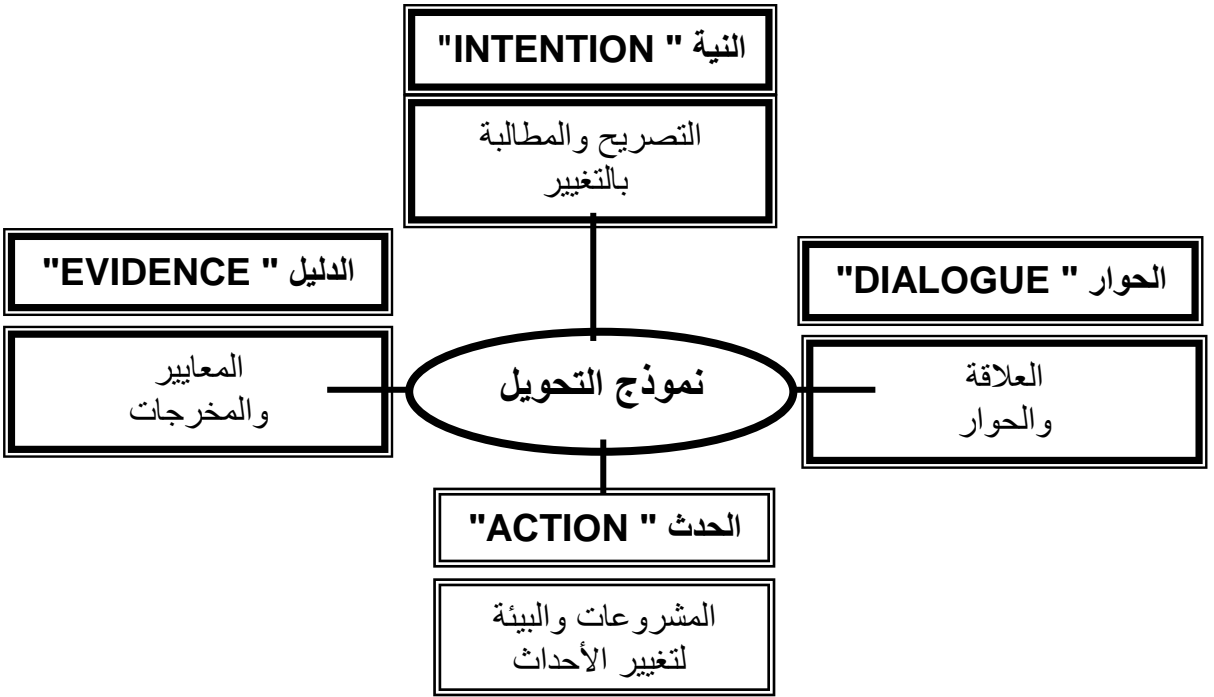 النية " INTENTION"
التصريح والمطالبة
بالتغيير
الحوار " DIALOGUE"
العلاقة
والحوار
الدليل " EVIDENCE"
المعايير
والمخرجات
نموذج التحويل
الحدث " ACTION"
المشروعات والبيئة
لتغيير الأحداث